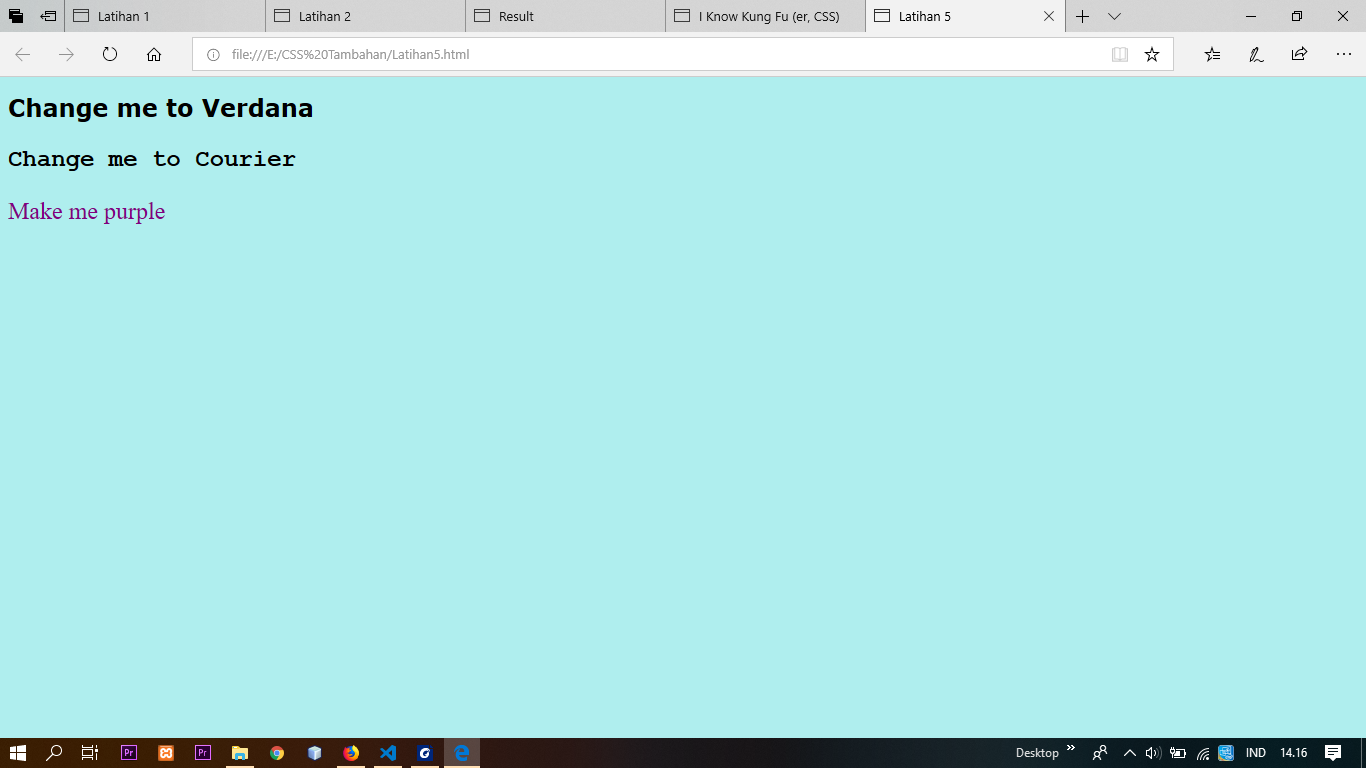 Latihan 1
Latihan 2
Result
I Know Kung Fu (er, CSS)
Latihan 5
file:///E:/CSS%20Tambahan/Latihan5.html
Change me to Verdana
Change me to Courier
Make me purple
Pr
Pr
Desktop
IND
14.16